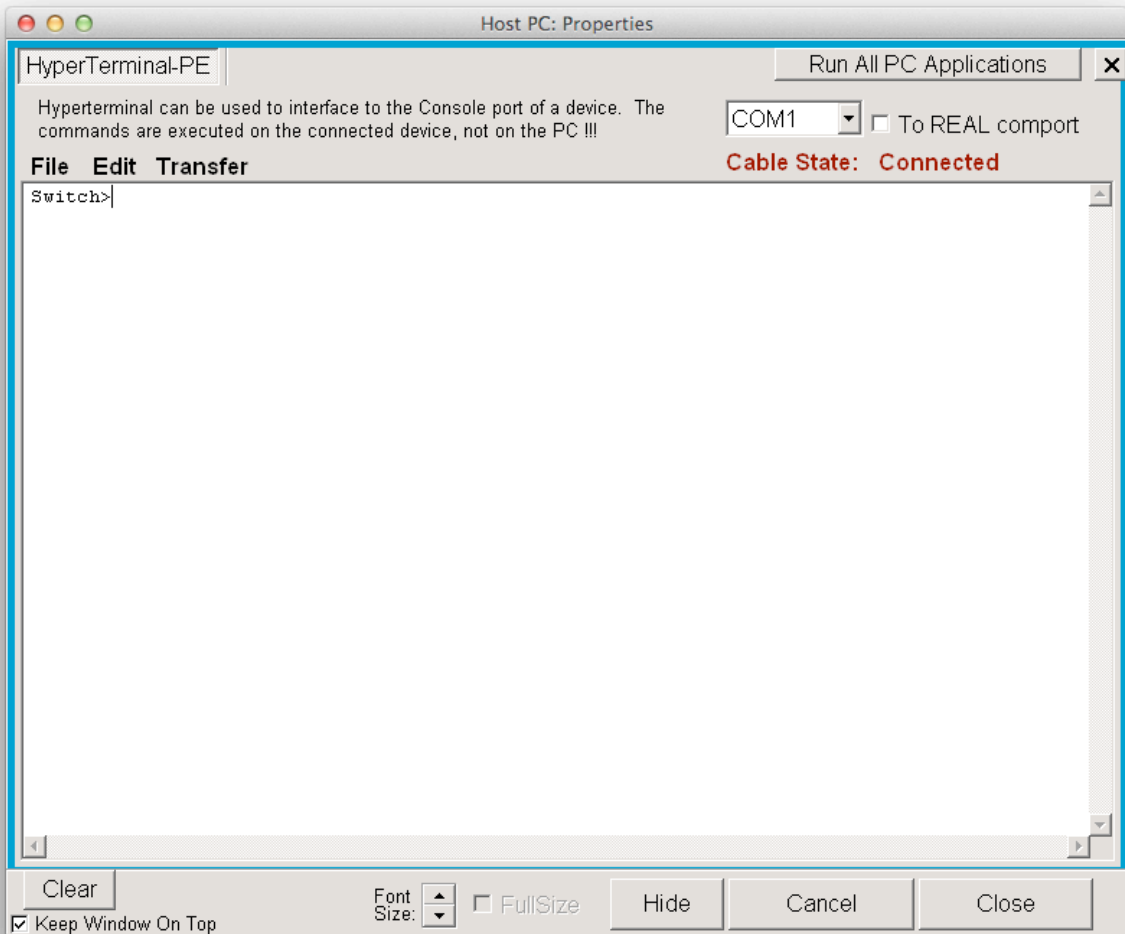 Host PC: Properties
HyperTerminal-PE
Run All PC Applications
Hyperterminal can be used to interface to the Console port of a device. The
commands are executed on the connected device, not on the PC !!!
COM1
To REAL comport
File Edit Transfer
Cable State: Connected
Switch>
Clear
Keep Window On Top
Font
Size:
FullSize
Hide
Cancel
Close